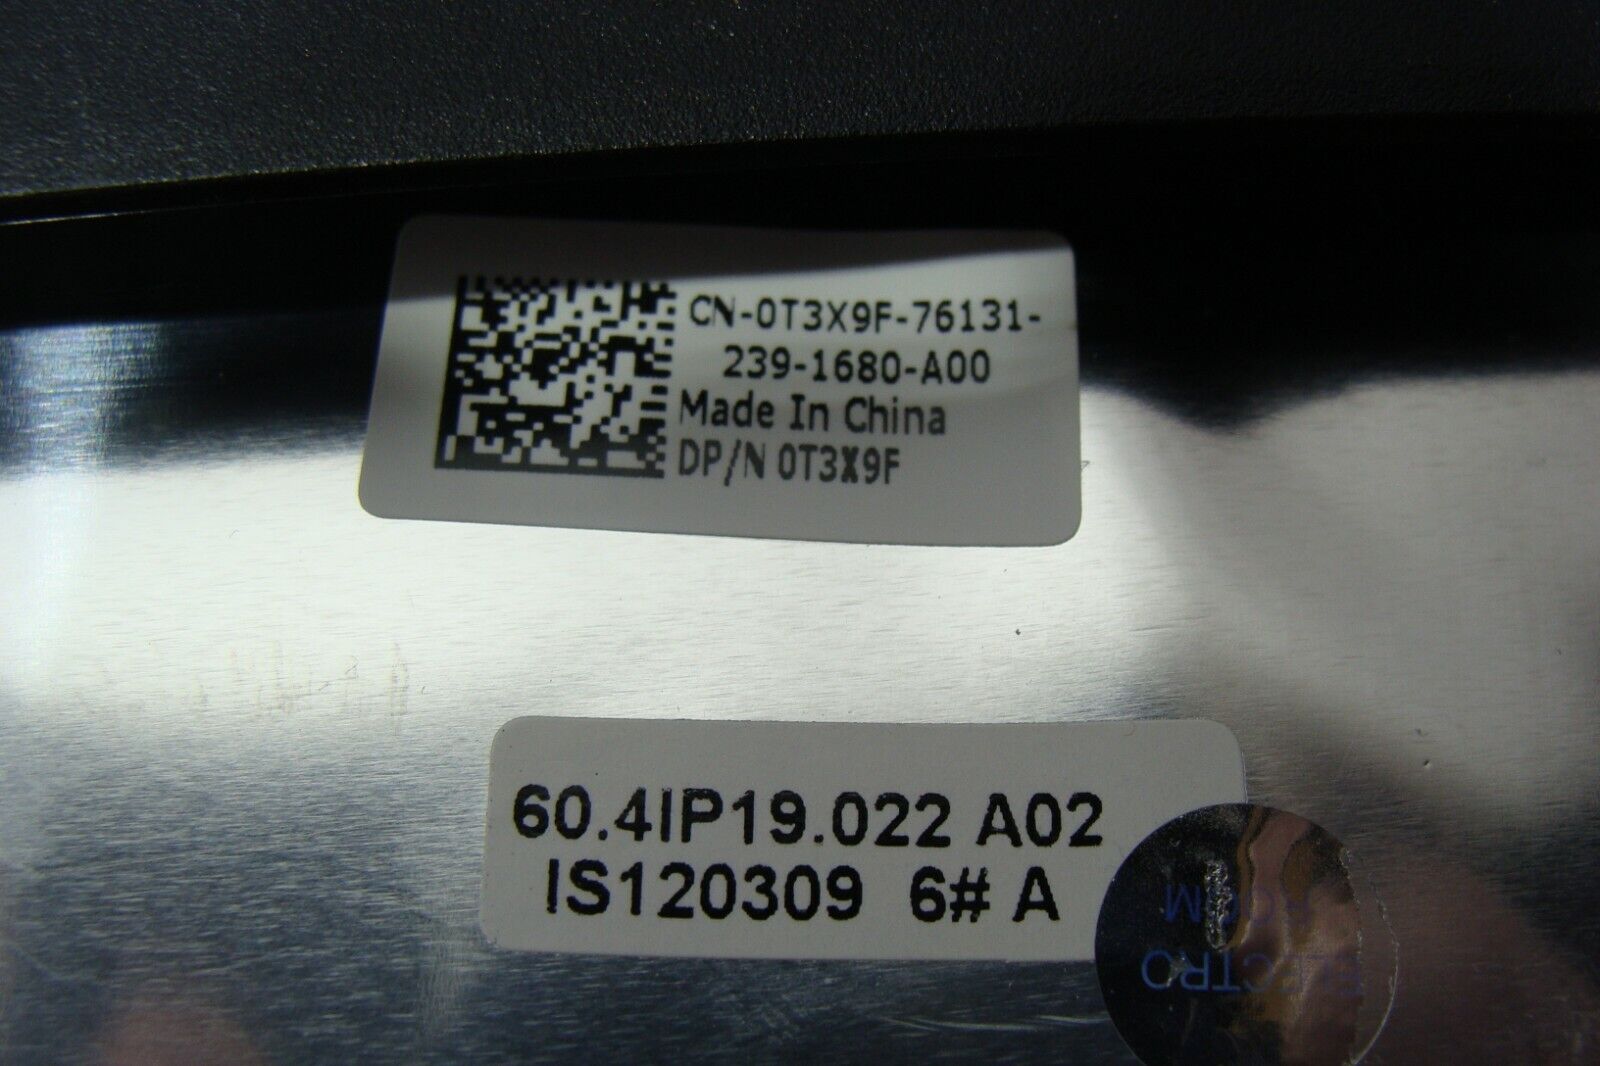 CN-0T3X9F-76131-
239-1680-A00
Made In China
DP/N 0T3X9F
60.4IP19.022 A02
IS120309 6# A